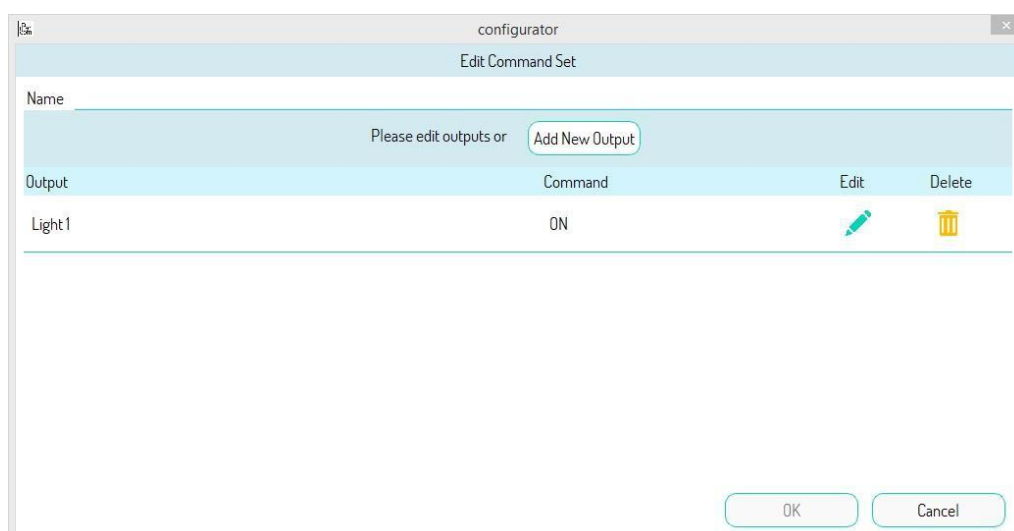 configurator
Edit Command Set
Name
Please edit outputs or Add New Output
Output Command Edit Delete
Light 1 ON
OK Cancel